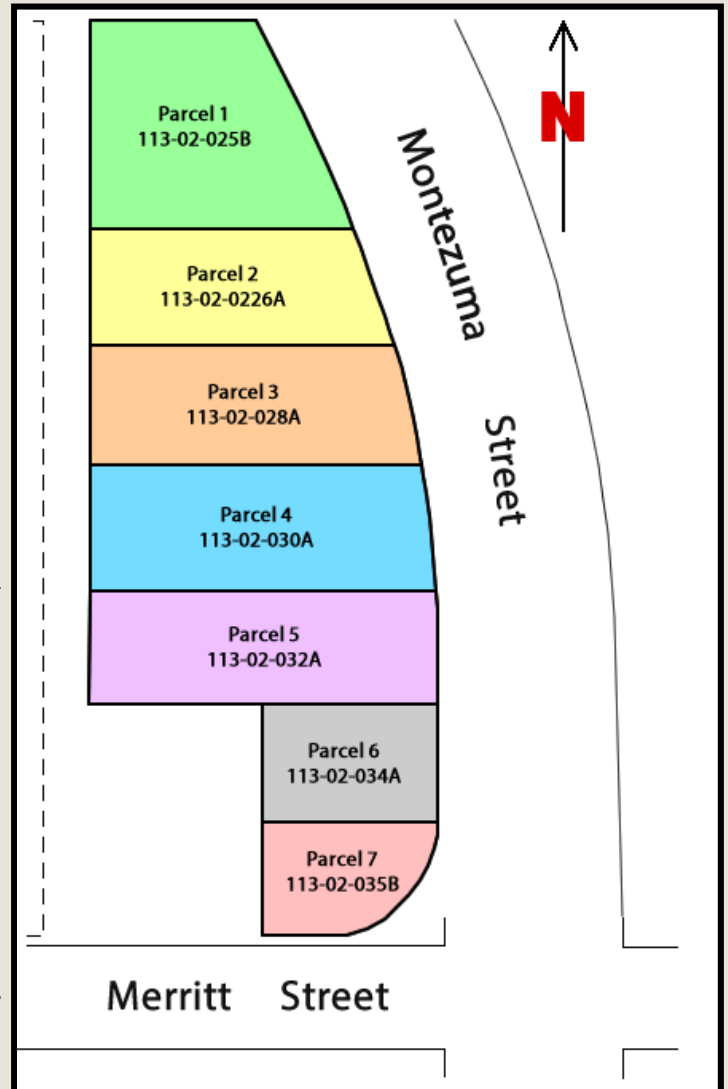 Parcel 1
113-02-025B
N
Montezuma
Street
Parcel 2
113-02-0226A
Parcel 3
113-02-028A
Parcel 4
113-02-030A
Parcel 5
113-02-032A
Parcel 6
113-02-034A
Parcel 7
113-02-035B
Merritt Street